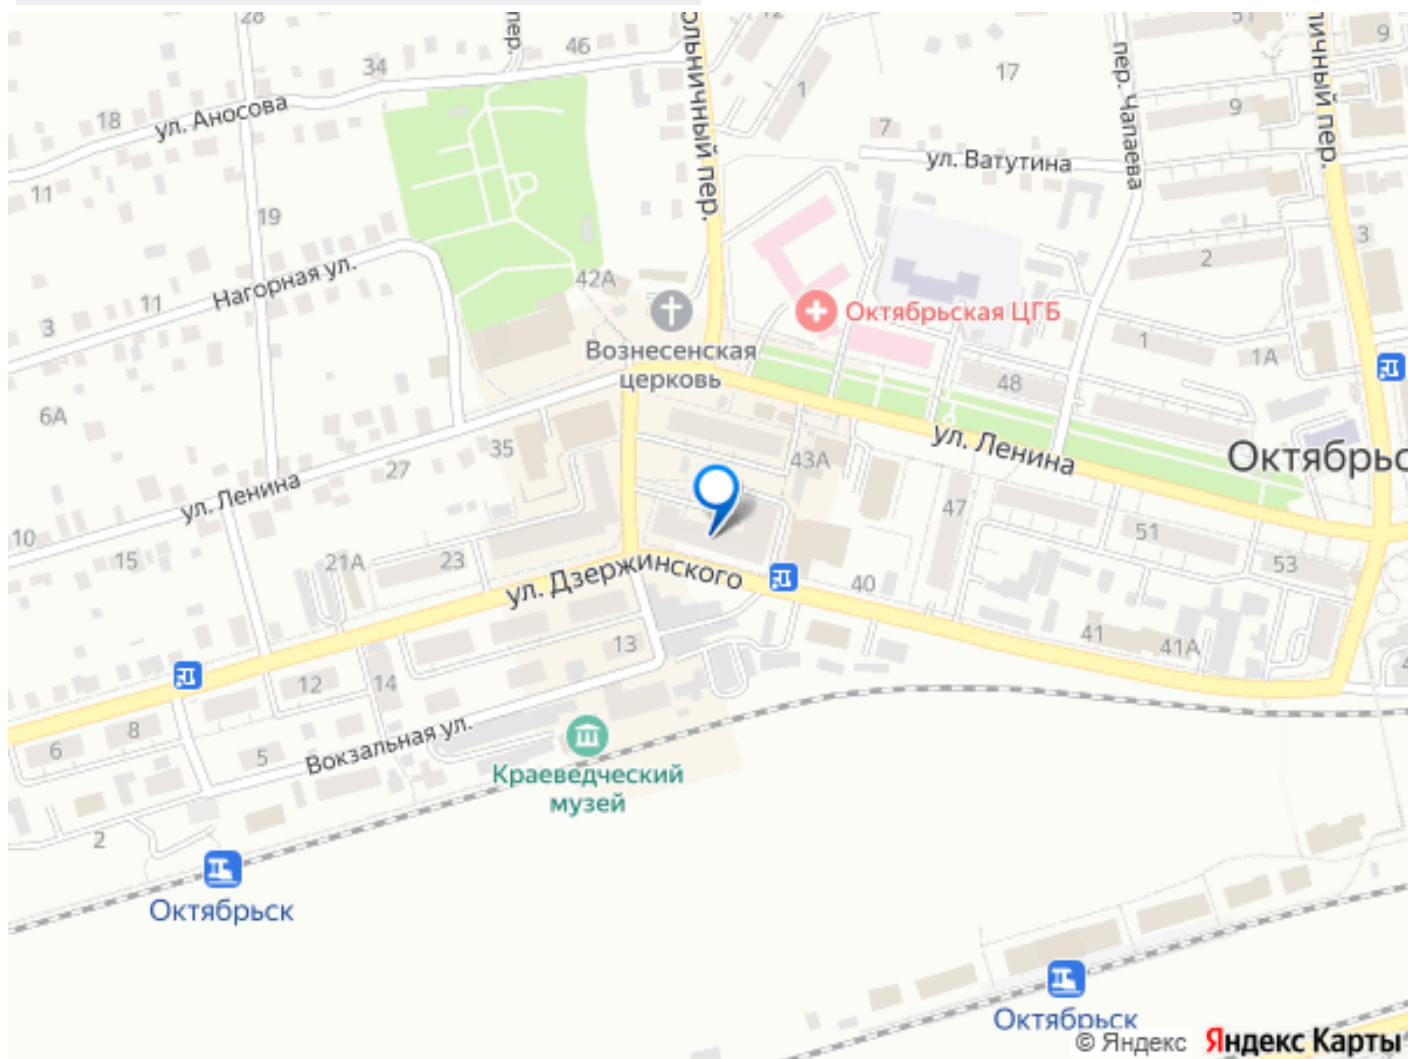 28
пер.
46
34
18
ул. Аносова
11
19
Нагорная ул.
11
3
6А
ольничный пер.
12
1
17
7
ул. Ватутина
пер. Чапаева
51
9
9
личный пер.
3
2
42А
Вознесенская
церковь
Октябрьская ЦГБ
1
1А
48
35
27
ул. Ленина
43А
ул. Ленина
Октябрьс
10
15
21А
23
47
51
53
ул. Дзержинского
40
41
41А
4
13
12
14
8
6
5
Вокзальная ул.
2
Краеведческий
музей
Октябрьск
Октябрьск
© Яндекс Яндекс Карты